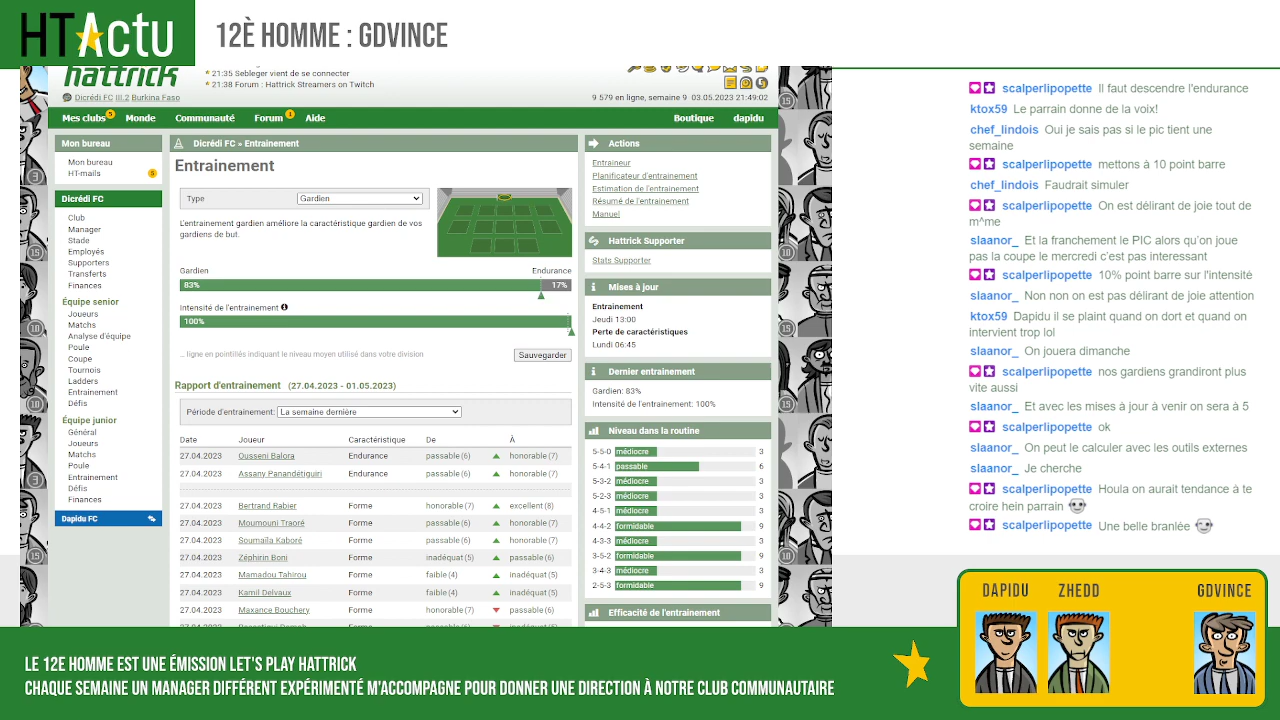 HTActu
12È HOMME : GDVINCE
hattrick
21:35 Sebleger vient de se connecter
21:38 Forum : Hattrick Streamers on Twitch
Dicrédi FC III.2 Burkina Faso
9 579 en ligne, semaine 9 03.05.2023 21:49:02
Mes clubs 5 Monde Communauté Forum 1 Aide Boutique dapidu
Mon bureau
Mon bureau
HT-mails 5
Dicrédi FC
Club
Manager
Stade
Employés
Supporters
Transferts
Finances
Équipe senior
Joueurs
Matchs
Analyse d'équipe
Poule
Coupe
Tournois
Ladders
Entrainement
Défis
Équipe junior
Général
Joueurs
Matchs
Poule
Entrainement
Défis
Finances
Dapidu FC
Dicrédi FC » Entrainement
Entrainement
Type Gardien
L'entrainement gardien améliore la caractéristique gardien de vos
gardiens de but.
Gardien Endurance
83% 17%
Intensité de l'entrainement
100%
... ligne en pointillés indiquant le niveau moyen utilisé dans votre division
Sauvegarder
Rapport d'entrainement (27.04.2023 - 01.05.2023)
Période d'entrainement: La semaine dernière
Date Joueur Caractéristique De À
27.04.2023 Ousseni Balíra Endurance passable (6) honorable (7)
27.04.2023 Assany Panandétiguiri Endurance passable (6) honorable (7)
27.04.2023 Bertrand Rabier Forme honorable (7) excellent (8)
27.04.2023 Moumouni Traoré Forme passable (6) honorable (7)
27.04.2023 Soumaïla Kaboré Forme passable (6) honorable (7)
27.04.2023 Zéphirin Boni Forme inadéquat (5) passable (6)
27.04.2023 Mamadou Tahirou Forme faible (4) inadéquat (5)
27.04.2023 Kamil Delvaux Forme faible (4) inadéquat (5)
27.04.2023 Maxance Bouchery Forme honorable (7) passable (6)
Actions
Entraineur
Planificateur d'entrainement
Estimation de l'entrainement
Résumé de l'entrainement
Manuel
Hattrick Supporter
Stats Supporter
Mises à jour
Entrainement
Jeudi 13:00
Perte de caractéristiques
Lundi 06:45
Dernier entrainement
Gardien: 83%
Intensité de l'entrainement: 100%
Niveau dans la routine
5-5-0 médiocre 3
5-4-1 passable 6
5-3-2 médiocre 3
5-2-3 médiocre 3
4-5-1 médiocre 3
4-4-2 formidable 9
4-3-3 médiocre 3
3-5-2 formidable 9
3-4-3 médiocre 3
2-5-3 formidable 9
Efficacité de l'entrainement
scalperlipopette Il faut descendre l'endurance
ktox59 Le parrain donne de la voix!
chef_lindois Oui je sais pas si le pic tient une
semaine
scalperlipopette mettons à 10 point barre
chef_lindois Faudrait simuler
scalperlipopette On est délirant de joie tout de
m^me
slaanor_ Et la franchement le PIC alors qu'on joue
pas la coupe le mercredi c'est pas interessant
scalperlipopette 10% point barre sur l'intensité
slaanor_ Non non on est pas délirant de joie attention
ktox59 Dapidu il se plaint quand on dort et quand on
intervient trop lol
slaanor_ On jouera dimanche
scalperlipopette nos gardiens grandiront plus
vite aussi
slaanor_ Et avec les mises à jour à venir on sera à 5
scalperlipopette ok
slaanor_ On peut le calculer avec les outils externes
slaanor_ Je cherche
scalperlipopette Houla on aurait tendance à te
croire hein parrain
scalperlipopette Une belle branlée
DAPIDU ZHEDD GDVINCE
LE 12E HOMME EST UNE ÉMISSION LET'S PLAY HATTRICK
CHAQUE SEMAINE UN MANAGER DIFFÉRENT EXPÉRIMENTÉ M'ACCOMPAGNE POUR DONNER UNE DIRECTION À NOTRE CLUB COMMUNAUTAIRE